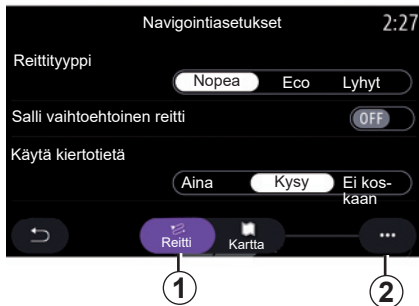 Navigointiasetukset 2:27
Reittityyppi
Nopea Eco Lyhyt
Salli vaihtoehtoinen reitti OFF
Käytä kiertotietä
Aina Kysy Ei kos-
kaan
Reitti Kartta
1 2